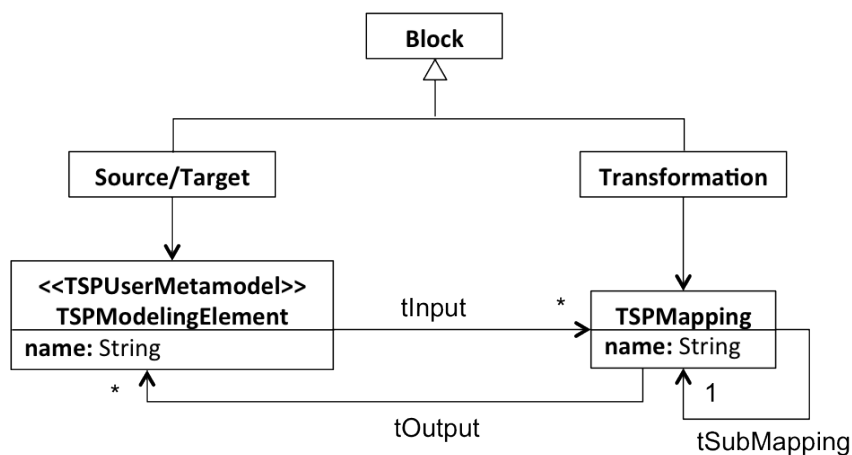 Block
Source/Target
Transformation
<<TSPUserMetamodel>>
TSPModelingElement
name: String
tInput
*
TSPMapping
name: String
*
1
tOutput
tSubMapping